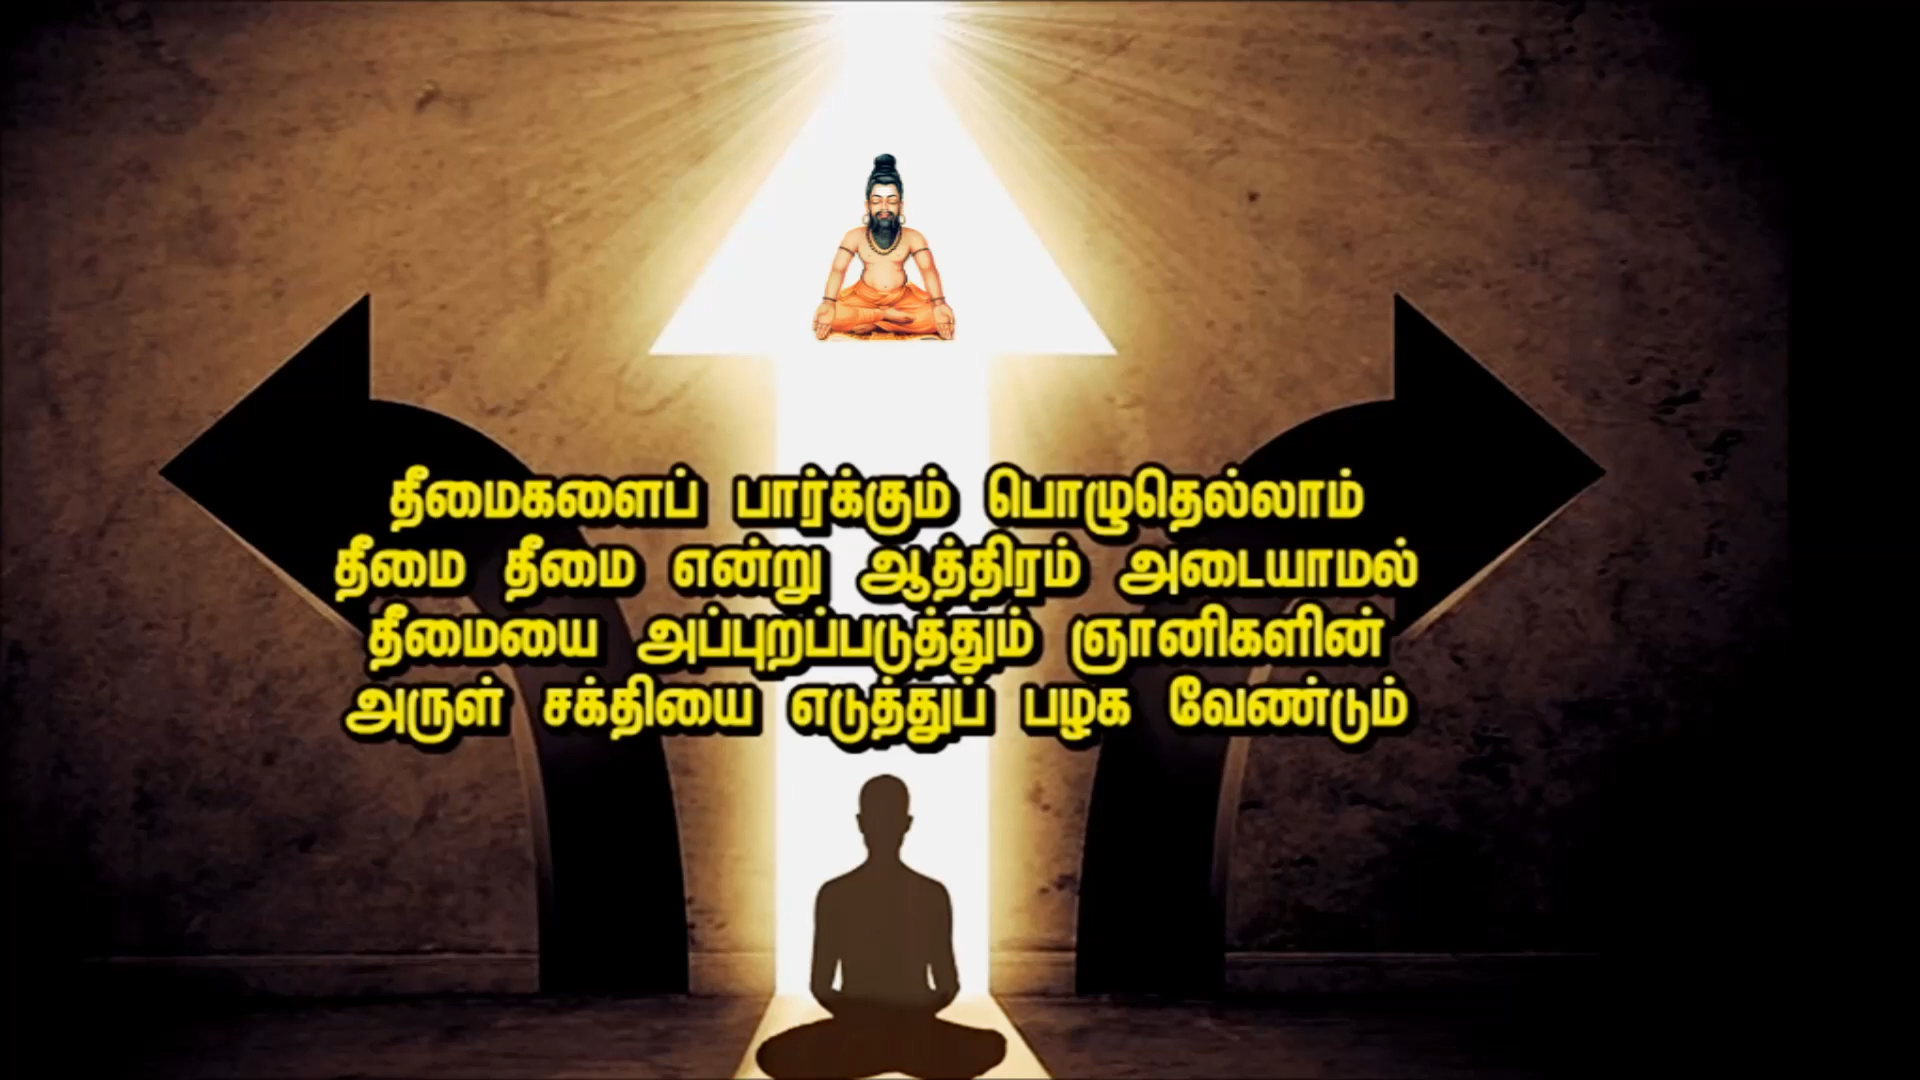 தீமைகளைப் பார்க்கும் பொழுதெல்லாம்
தீமை தீமை என்று ஆத்திரம் அடையாமல்
தீமையை அப்புறப்படுத்தும் ஞானிகளின்
அருள் சக்தியை எடுத்துப் பழக வேண்டும்